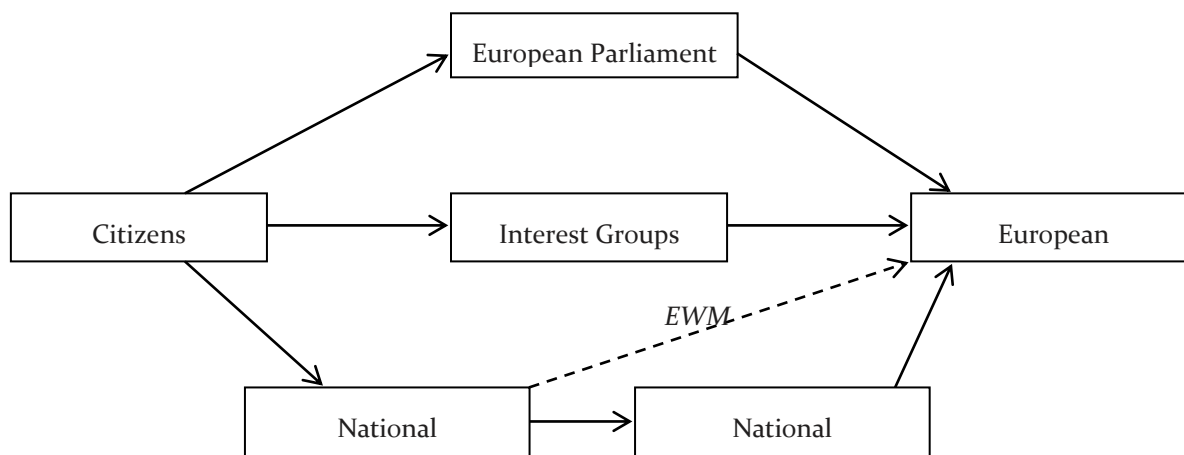 European Parliament
Citizens
Interest Groups
European
EWM
National
National